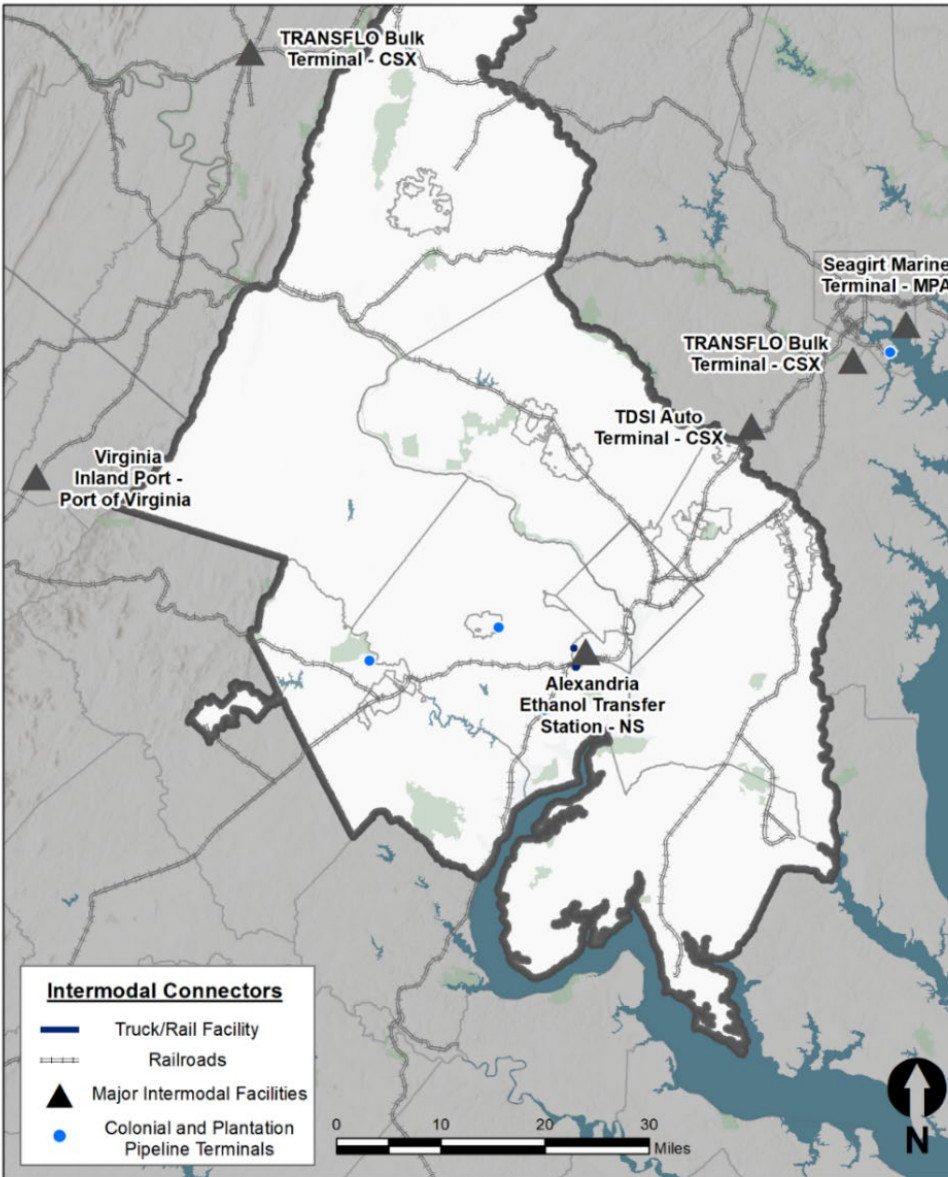 TRANSFLO Bulk
Terminal - CSX
Seagirt Marine
Terminal - MPA
TRANSFLO Bulk
Terminal - CSX
TDSI Auto
Terminal - CSX
Virginia
Inland Port -
Port of Virginia
Alexandria
Ethanol Transfer
Station - NS
Intermodal Connectors
Truck/Rail Facility
Railroads
Major Intermodal Facilities
Colonial and Plantation
Pipeline Terminals
0 10 20 30
Miles
N